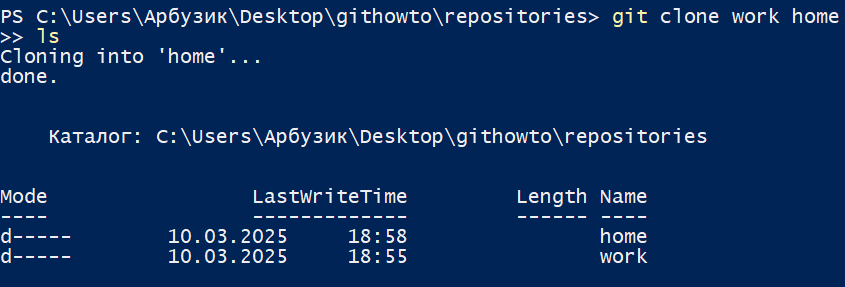 PS C:\Users\Арбузик\Desktop\githowto\repositories> git clone work home
>> ls
Cloning into 'home'...
done.
Каталог: C:\Users\Арбузик\Desktop\githowto\repositories
Mode                 LastWriteTime         Length Name
----                 -------------         ------ ----
d-----        10.03.2025     18:58                home
d-----        10.03.2025     18:55                work